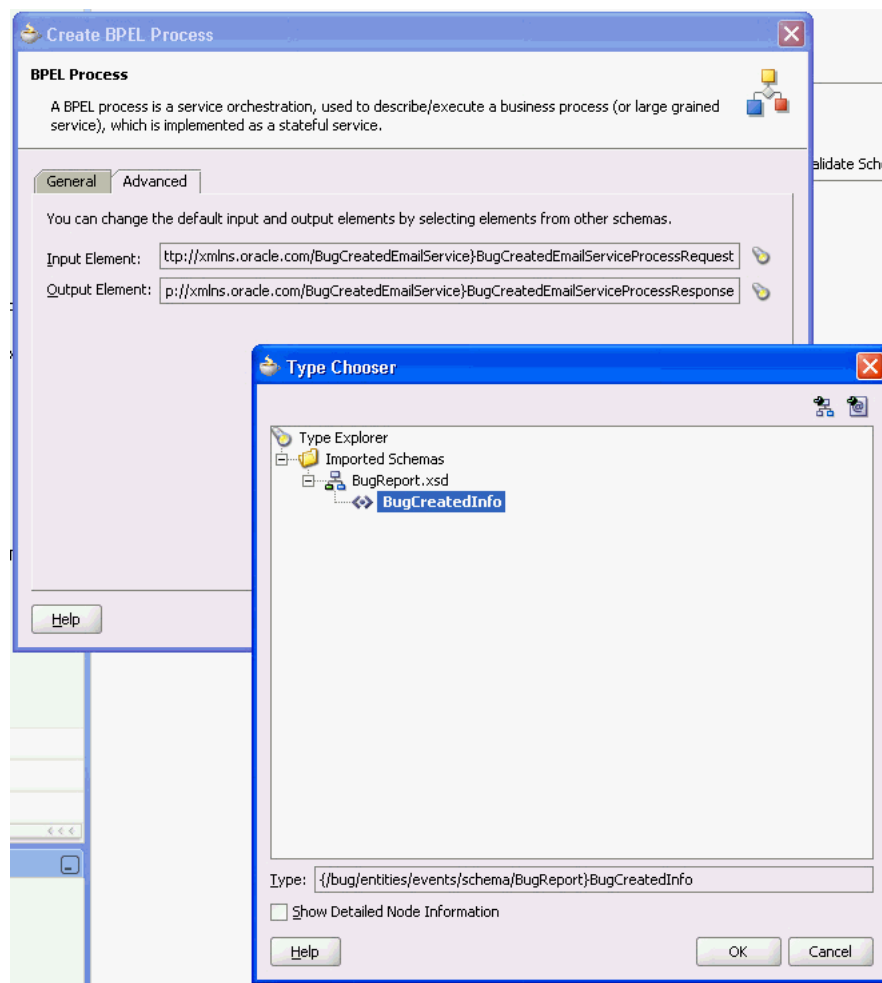 Create BPEL Process
BPEL Process
A BPEL process is a service orchestration, used to describe/execute a business process (or large grained
service), which is implemented as a stateful service.
alidate Sch
General Advanced
You can change the default input and output elements by selecting elements from other schemas.
Input Element: ttp://xmlns.oracle.com/BugCreatedEmailService}BugCreatedEmailServiceProcessRequest
Output Element: p://xmlns.oracle.com/BugCreatedEmailService}BugCreatedEmailServiceProcessResponse
Help
Type Chooser
Type Explorer
Imported Schemas
BugReport.xsd
BugCreatedInfo
Type: {/bug/entities/events/schema/BugReport}BugCreatedInfo
Show Detailed Node Information
Help OK Cancel